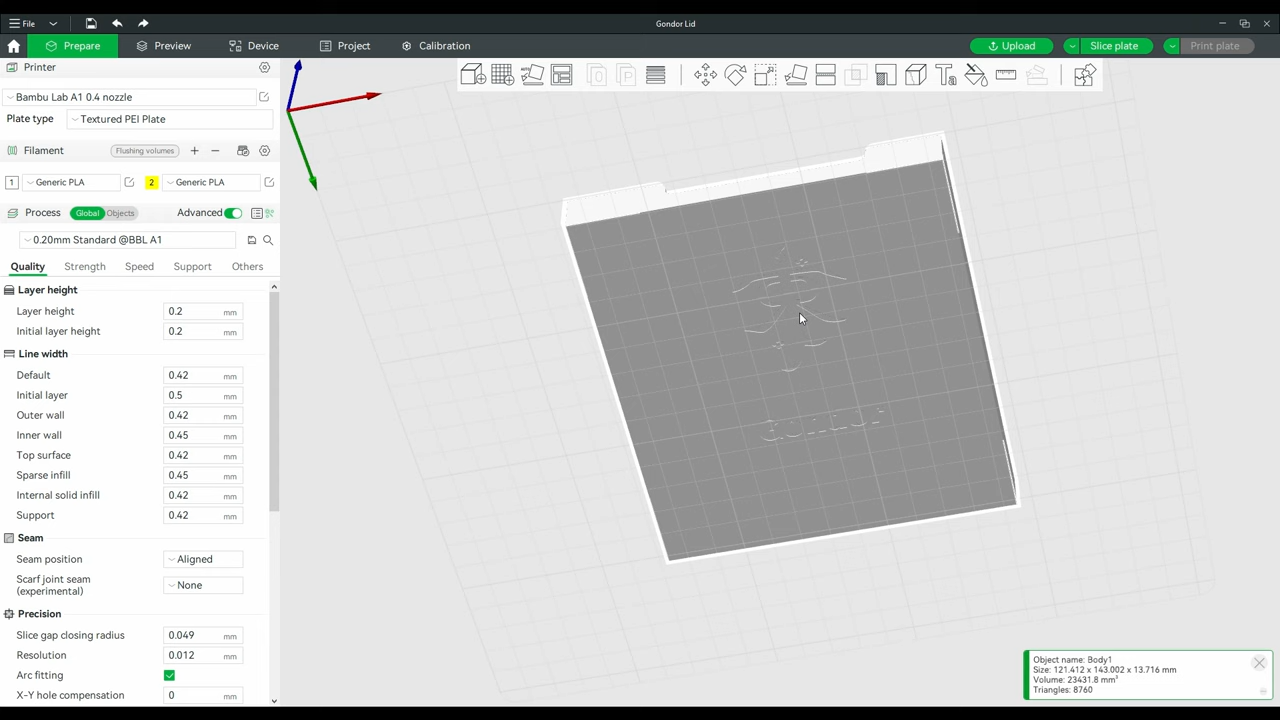 File
Gondor Lid
Prepare
Preview
Device
Project
Calibration
Upload
Slice plate
Print plate
Printer
Bambu Lab A1 0.4 nozzle
Plate type
Textured PEI Plate
Filament
Flushing volumes
1 Generic PLA
2 Generic PLA
Process
Global Objects
Advanced
0.20mm Standard @BBL A1
Quality Strength Speed Support Others
Layer height
Layer height 0.2 mm
Initial layer height 0.2 mm
Line width
Default 0.42 mm
Initial layer 0.5 mm
Outer wall 0.42 mm
Inner wall 0.45 mm
Top surface 0.42 mm
Sparse infill 0.45 mm
Internal solid infill 0.42 mm
Support 0.42 mm
Seam
Seam position Aligned
Scarf joint seam
(experimental) None
Precision
Slice gap closing radius 0.049 mm
Resolution 0.012 mm
Arc fitting
X-Y hole compensation 0 mm
Object name: Body1
Size: 121.412 x 143.002 x 13.716 mm
Volume: 23431.8 mm³
Triangles: 8760